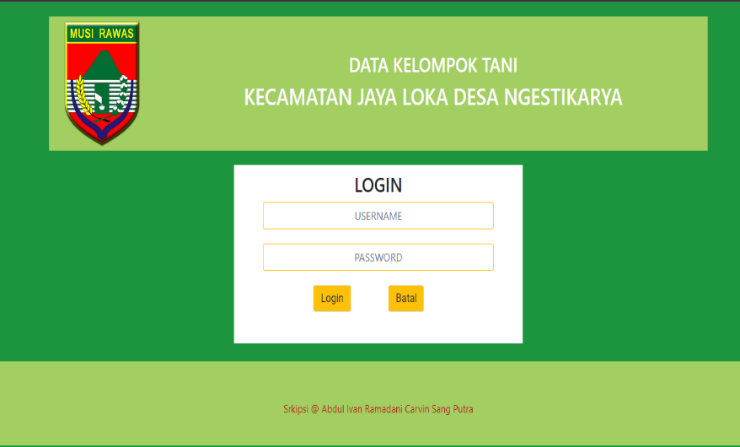 MUSI RAWAS
DATA KELOMPOK TANI
KECAMATAN JAYA LOKA DESA NGESTIKARYA
LOGIN
USERNAME
PASSWORD
Login Batal
Srkipsi @ Abdul Ivan Ramadani Carvin Sang Putra